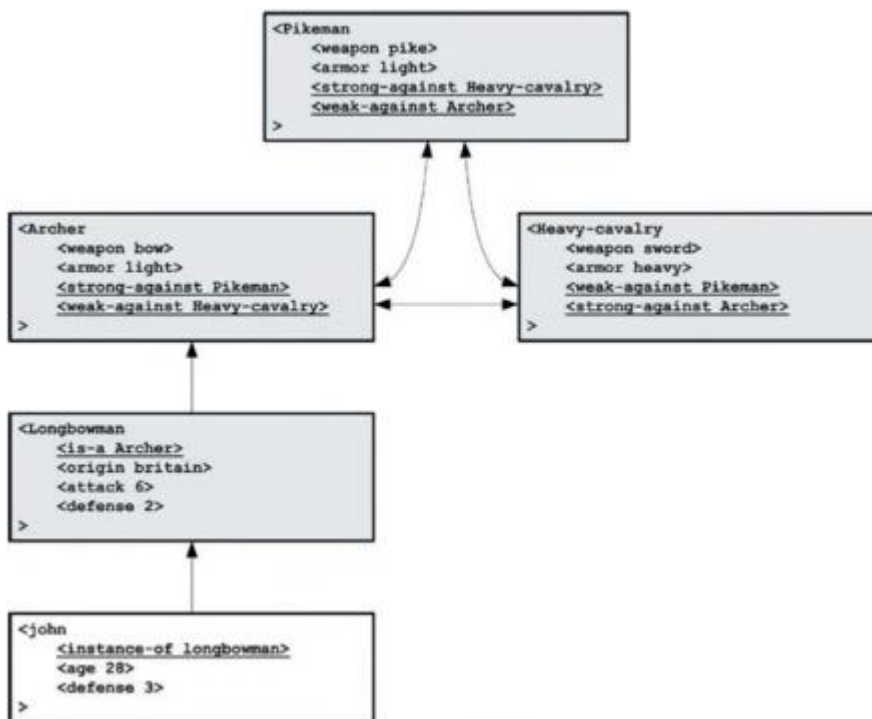 <Pikeman
<weapon pike>
<armor light>
<strong-against Heavy-cavalry>
<weak-against Archer>
>
<Archer
<weapon bow>
<armor light>
<strong-against Pikeman>
<weak-against Heavy-cavalry>
>
<Heavy-cavalry
<weapon sword>
<armor heavy>
<weak-against Pikeman>
<strong-against Archer>
>
<Longbowman
<is-a Archer>
<origin britain>
<attack 6>
<defense 2>
>
<john
<instance-of longbowman>
<age 28>
<defense 3>
>